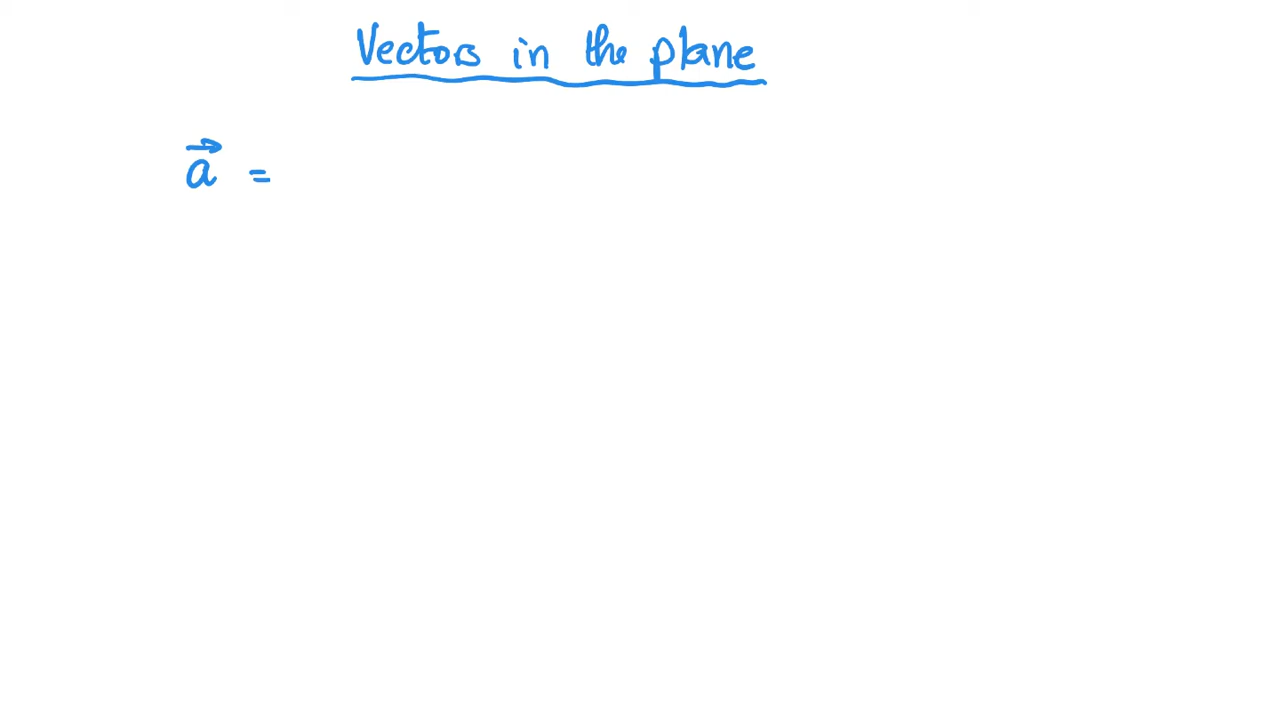 Vectors in the plane
a⃗ =